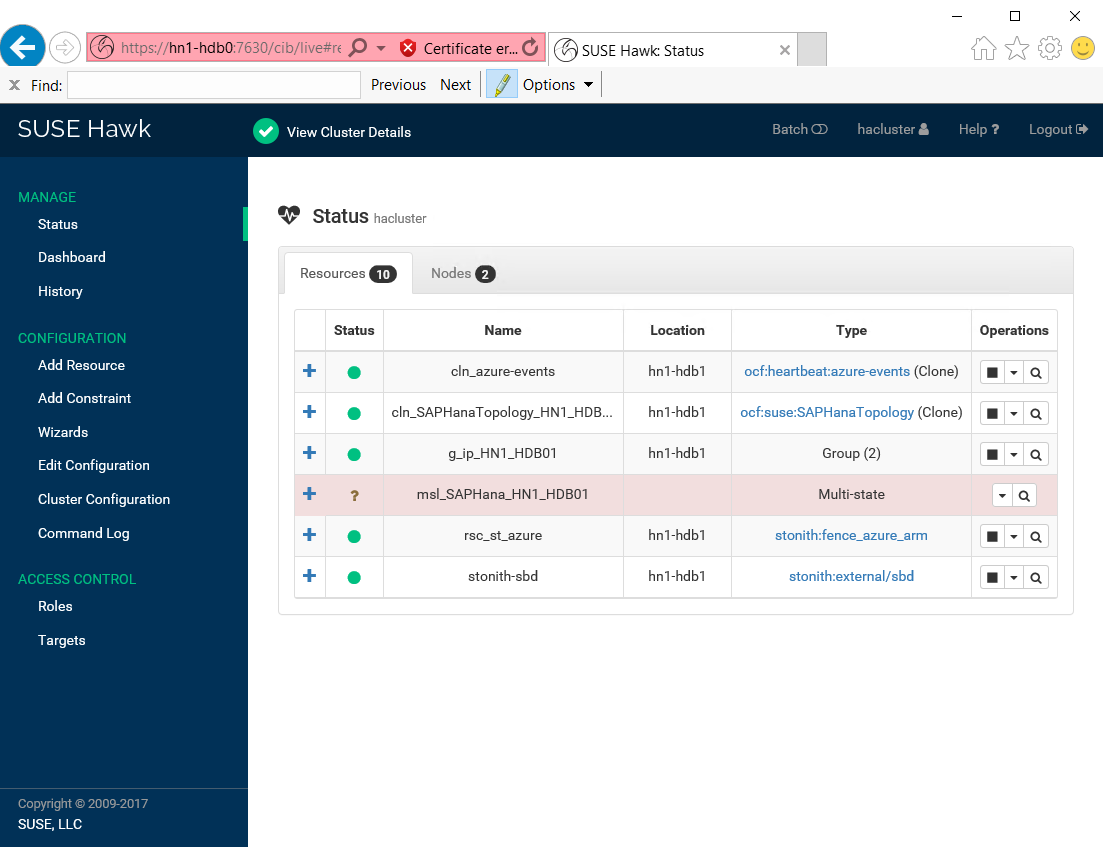 https://hn1-hdb0:7630/cib/live#re Certificate er... SUSE Hawk: Status
x Find: Previous Next Options
SUSE Hawk View Cluster Details Batch hacluster Help ? Logout
MANAGE
Status
Dashboard
History
CONFIGURATION
Add Resource
Add Constraint
Wizards
Edit Configuration
Cluster Configuration
Command Log
ACCESS CONTROL
Roles
Targets
Copyright © 2009-2017
SUSE, LLC
Status hacluster
Resources 10 Nodes 2
Status Name Location Type Operations
cln_azure-events hn1-hdb1 ocf:heartbeat:azure-events (Clone)
cln_SAPHanaTopology_HN1_HDB... hn1-hdb1 ocf:suse:SAPHanaTopology (Clone)
g_ip_HN1_HDB01 hn1-hdb1 Group (2)
? msl_SAPHana_HN1_HDB01 Multi-state
rsc_st_azure hn1-hdb1 stonith:fence_azure_arm
stonith-sbd hn1-hdb1 stonith:external/sbd